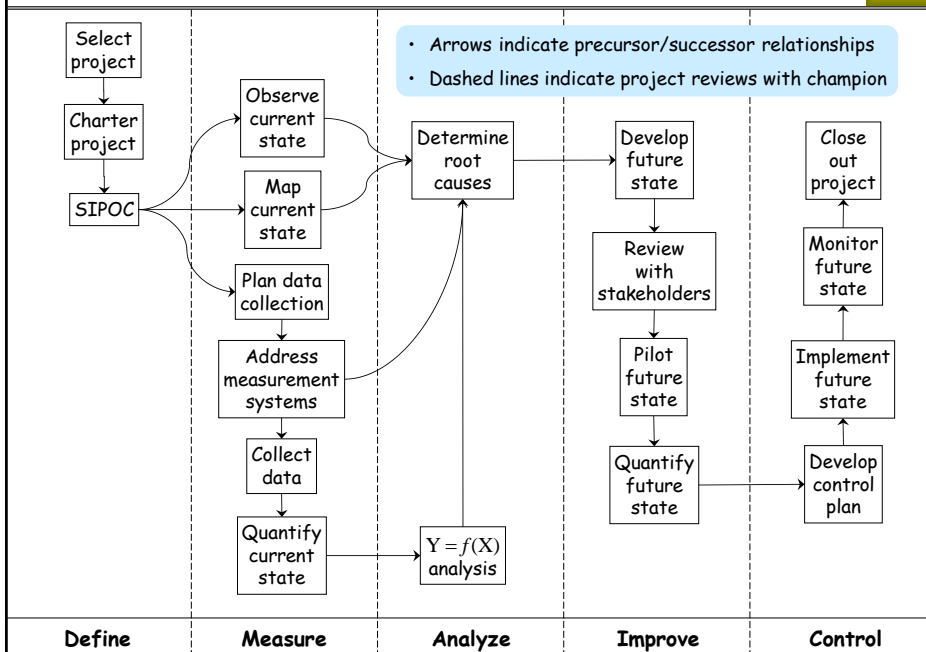 • Arrows indicate precursor/successor relationships
• Dashed lines indicate project reviews with champion
Select
project
Charter
project
SIPOC
Observe
current
state
Map
current
state
Plan data
collection
Address
measurement
systems
Collect
data
Quantify
current
state
Determine
root
causes
Y = f(X)
analysis
Develop
future
state
Review
with
stakeholders
Pilot
future
state
Quantify
future
state
Close
out
project
Monitor
future
state
Implement
future
state
Develop
control
plan
Define
Measure
Analyze
Improve
Control